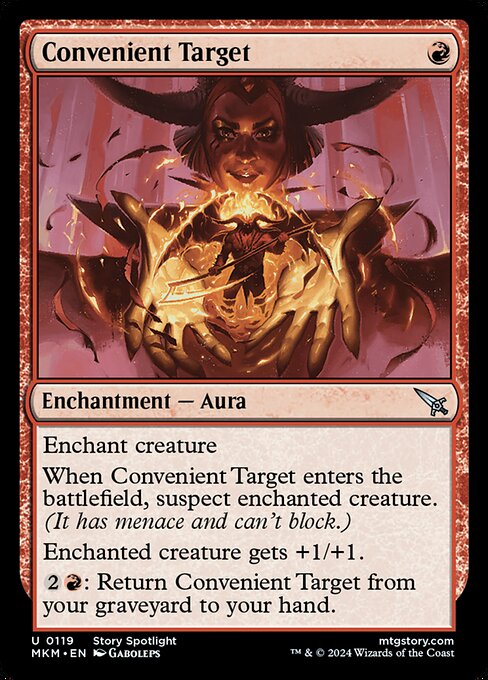 Convenient Target
Enchantment — Aura
Enchant creature
When Convenient Target enters the
battlefield, suspect enchanted creature.
(It has menace and can't block.)
Enchanted creature gets +1/+1.
2 R: Return Convenient Target from
your graveyard to your hand.
U 0119 Story Spotlight mtgstory.com
MKM • EN Gaboleps ™ & © 2024 Wizards of the Coast